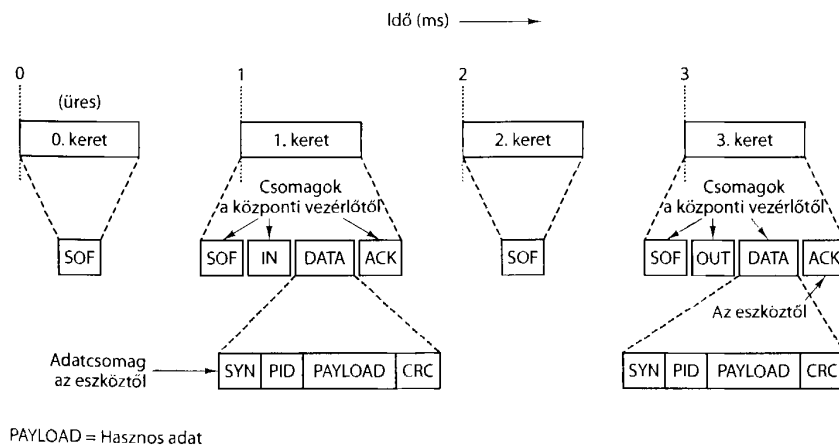 Idő (ms)
0 1 2 3
(üres)
0. keret 1. keret 2. keret 3. keret
Csomagok
a központi vezérlőtől
Csomagok
a központi vezérlőtől
SOF SOF IN DATA ACK SOF SOF OUT DATA ACK
Az eszköztől
Adatcsomag
az eszköztől
SYN PID PAYLOAD CRC SYN PID PAYLOAD CRC
PAYLOAD = Hasznos adat